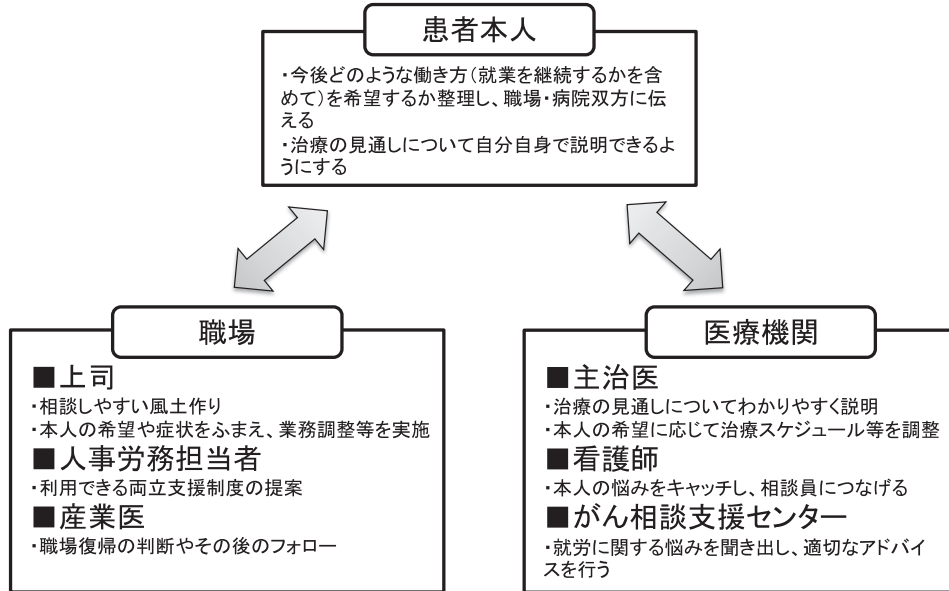 患者本人
・今後どのような働き方(就業を継続するかを含
めて)を希望するか整理し、職場・病院双方に伝
える
・治療の見通しについて自分自身で説明できるよ
うにする
職場
■上司
・相談しやすい風土作り
・本人の希望や症状をふまえ、業務調整等を実施
■人事労務担当者
・利用できる両立支援制度の提案
■産業医
・職場復帰の判断やその後のフォロー
医療機関
■主治医
・治療の見通しについてわかりやすく説明
・本人の希望に応じて治療スケジュール等を調整
■看護師
・本人の悩みをキャッチし、相談員につなげる
■がん相談支援センター
・就労に関する悩みを聞き出し、適切なアドバイ
スを行う